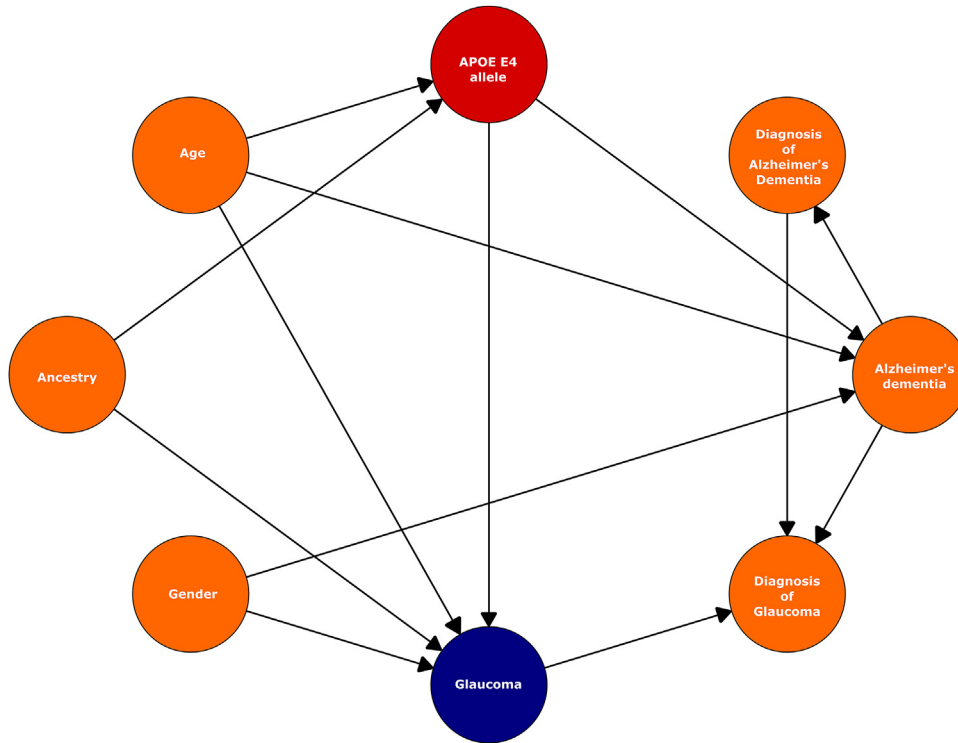 APOE E4
allele
Age
Diagnosis
of
Alzheimer's
Dementia
Ancestry
Alzheimer's
dementia
Gender
Diagnosis
of
Glaucoma
Glaucoma